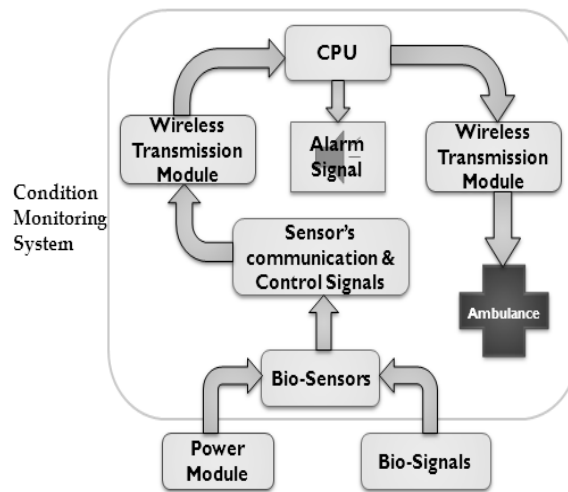 CPU
Wireless
Transmission
Module
Alarm
Signal
Wireless
Transmission
Module
Condition
Monitoring
System
Sensor's
communication &
Control Signals
Ambulance
Bio-Sensors
Power
Module
Bio-Signals